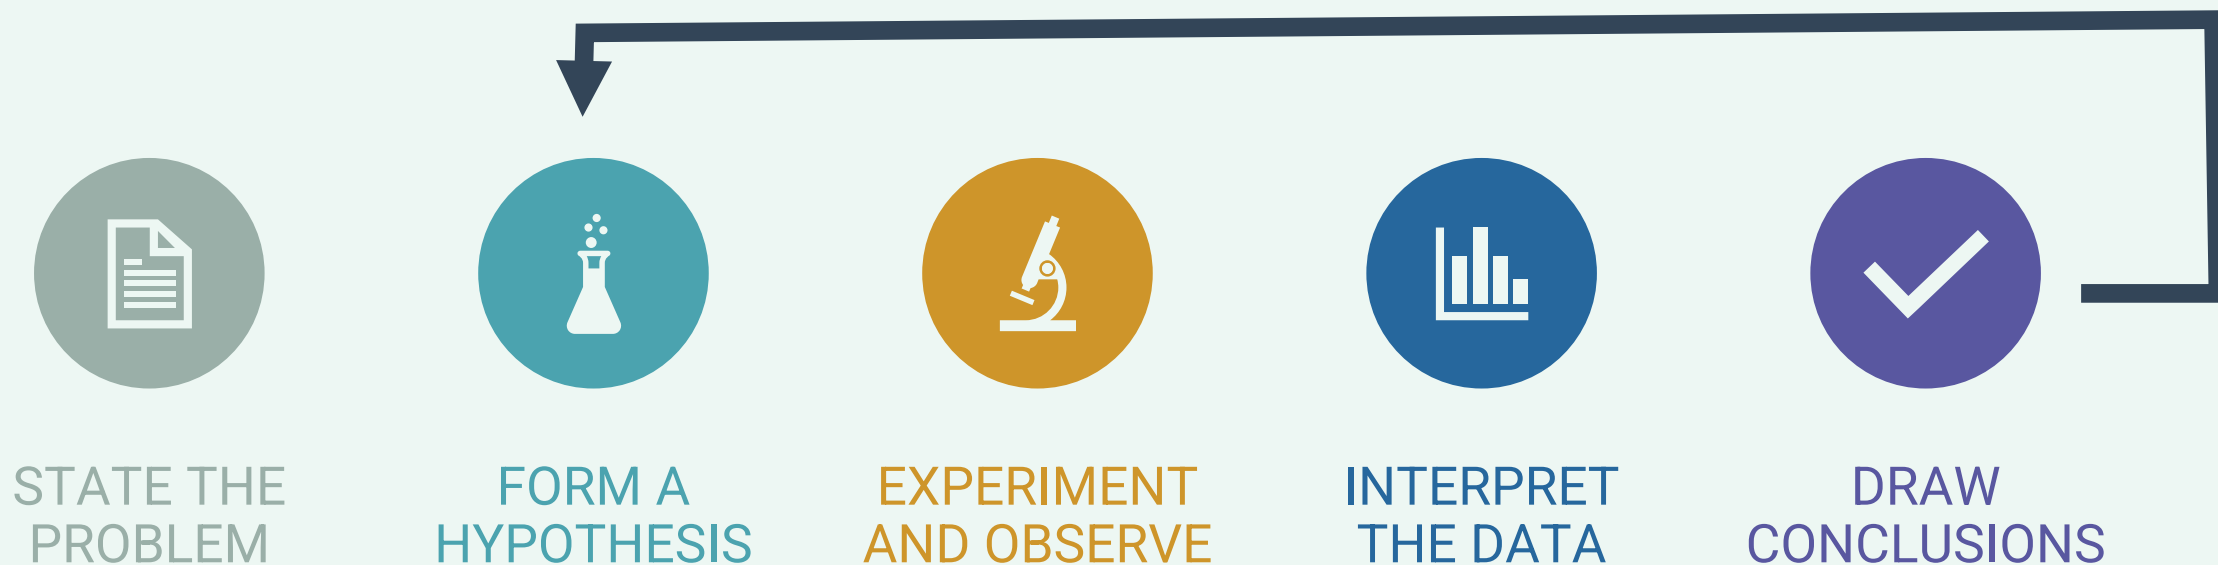 STATE THE
PROBLEM
FORM A
HYPOTHESIS
EXPERIMENT
AND OBSERVE
INTERPRET
THE DATA
DRAW
CONCLUSIONS